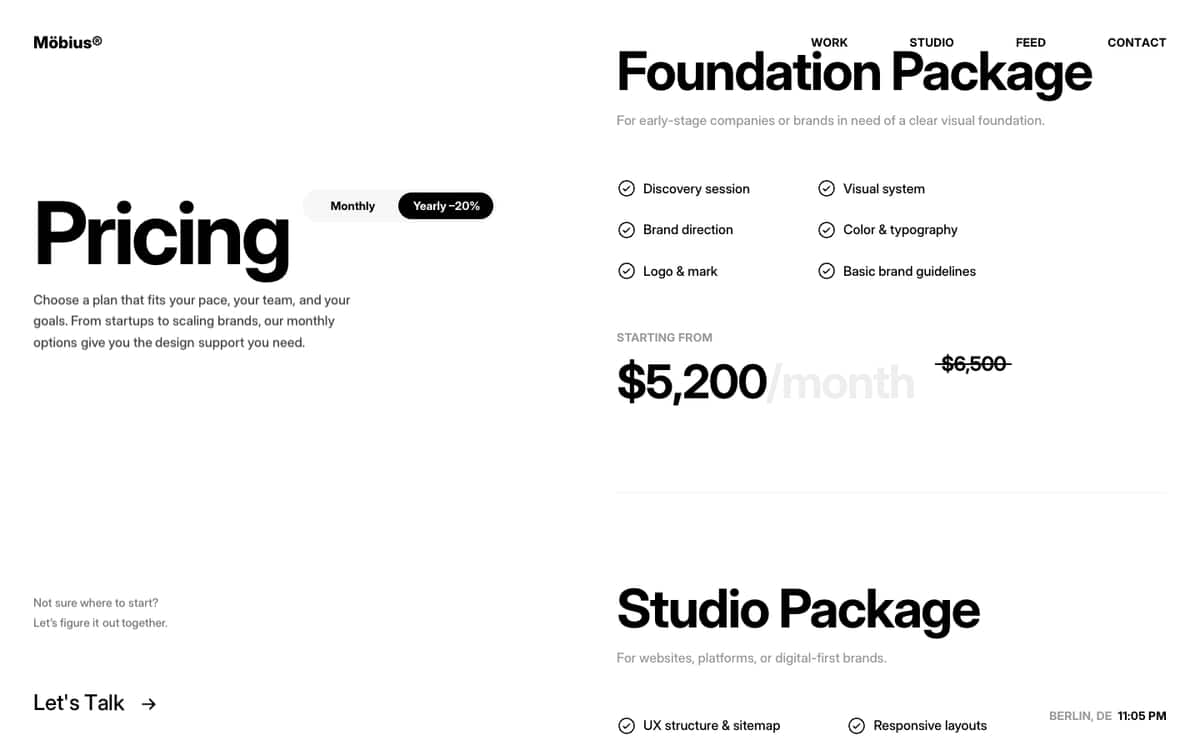 Möbius®
WORK
STUDIO
FEED
CONTACT
Pricing
Monthly
Yearly –20%
Choose a plan that fits your pace, your team, and your
goals. From startups to scaling brands, our monthly
options give you the design support you need.
Not sure where to start?
Let's figure it out together.
Let's Talk →
Foundation Package
For early-stage companies or brands in need of a clear visual foundation.
Discovery session
Visual system
Brand direction
Color & typography
Logo & mark
Basic brand guidelines
STARTING FROM
$5,200/month
$6,500
Studio Package
For websites, platforms, or digital-first brands.
UX structure & sitemap
Responsive layouts
BERLIN, DE 11:05 PM